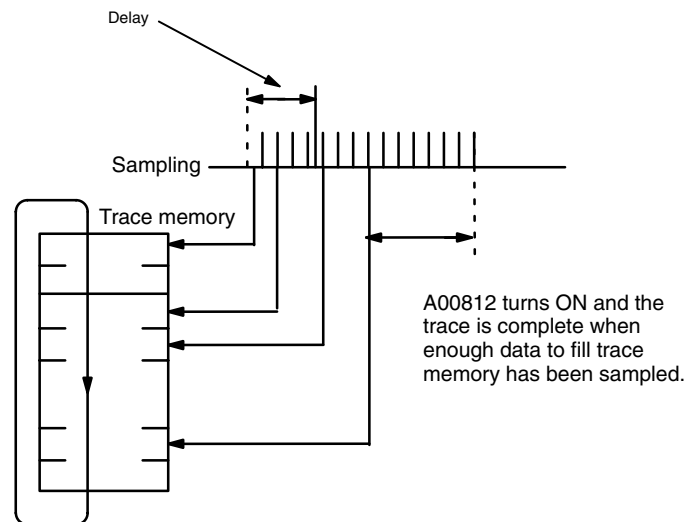 Delay
Sampling
Trace memory
A00812 turns ON and the
trace is complete when
enough data to fill trace
memory has been sampled.